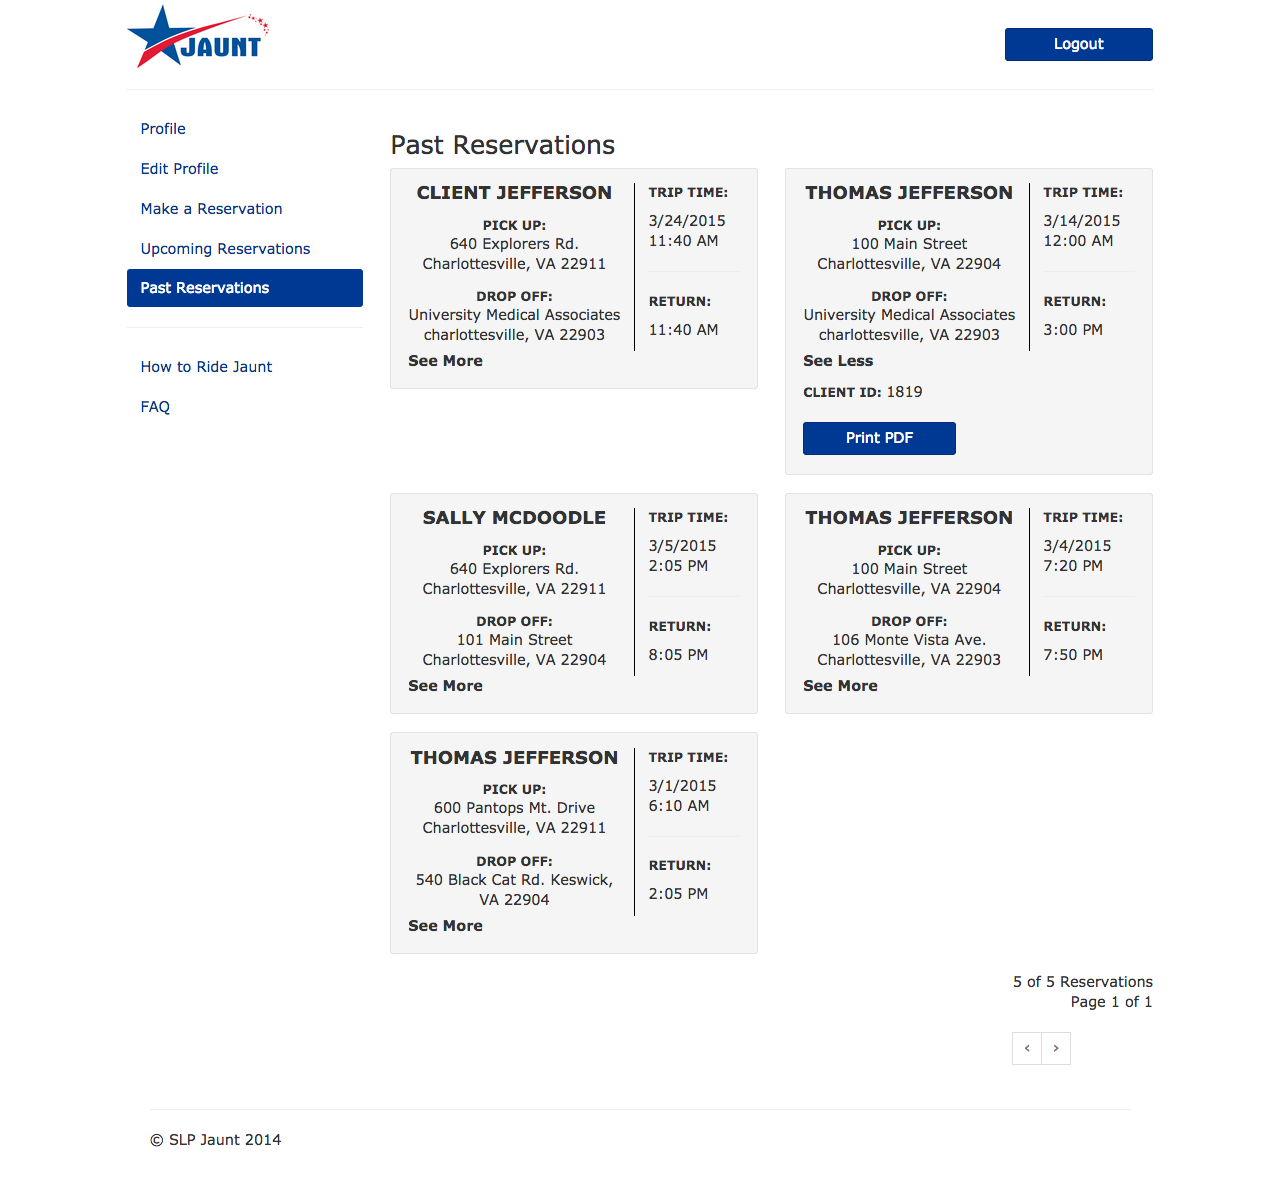 JAUNT
Logout
Profile
Edit Profile
Make a Reservation
Upcoming Reservations
Past Reservations
How to Ride Jaunt
FAQ
Past Reservations
CLIENT JEFFERSON
PICK UP:
640 Explorers Rd.
Charlottesville, VA 22911
DROP OFF:
University Medical Associates
charlottesville, VA 22903
See More
TRIP TIME:
3/24/2015
11:40 AM
RETURN:
11:40 AM
THOMAS JEFFERSON
PICK UP:
100 Main Street
Charlottesville, VA 22904
DROP OFF:
University Medical Associates
charlottesville, VA 22903
See Less
CLIENT ID: 1819
Print PDF
TRIP TIME:
3/14/2015
12:00 AM
RETURN:
3:00 PM
SALLY MCDOODLE
PICK UP:
640 Explorers Rd.
Charlottesville, VA 22911
DROP OFF:
101 Main Street
Charlottesville, VA 22904
See More
TRIP TIME:
3/5/2015
2:05 PM
RETURN:
8:05 PM
THOMAS JEFFERSON
PICK UP:
100 Main Street
Charlottesville, VA 22904
DROP OFF:
106 Monte Vista Ave.
Charlottesville, VA 22903
See More
TRIP TIME:
3/4/2015
7:20 PM
RETURN:
7:50 PM
THOMAS JEFFERSON
PICK UP:
600 Pantops Mt. Drive
Charlottesville, VA 22911
DROP OFF:
540 Black Cat Rd. Keswick,
VA 22904
See More
TRIP TIME:
3/1/2015
6:10 AM
RETURN:
2:05 PM
5 of 5 Reservations
Page 1 of 1
‹ ›
© SLP Jaunt 2014